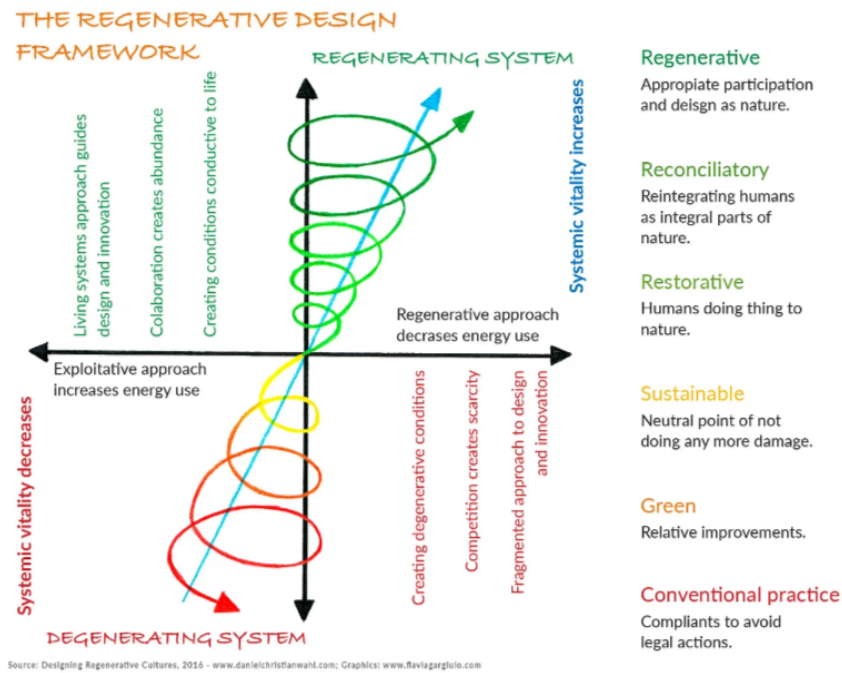 THE REGENERATIVE DESIGN
FRAMEWORK
REGENERATING SYSTEM
Living systems approach guides
design and innovation
Colaboration creates abundance
Creating conditions conductive to life
Systemic vitality increases
Regenerative approach
decrases energy use
Exploitative approach
increases energy use
Systemic vitality decreases
Creating degenerative conditions
Competition creates scarcity
Fragmented approach to design
and innovation
DEGENERATING SYSTEM
Regenerative
Appropiate participation
and deisgn as nature.
Reconciliatory
Reintegrating humans
as integral parts of
nature.
Restorative
Humans doing thing to
nature.
Sustainable
Neutral point of not
doing any more damage.
Green
Relative improvements.
Conventional practice
Compliants to avoid
legal actions.
Source: Designing Regenerative Cultures, 2016 - www.danielchristianwahl.com; Graphics: www.flaviagargiulo.com